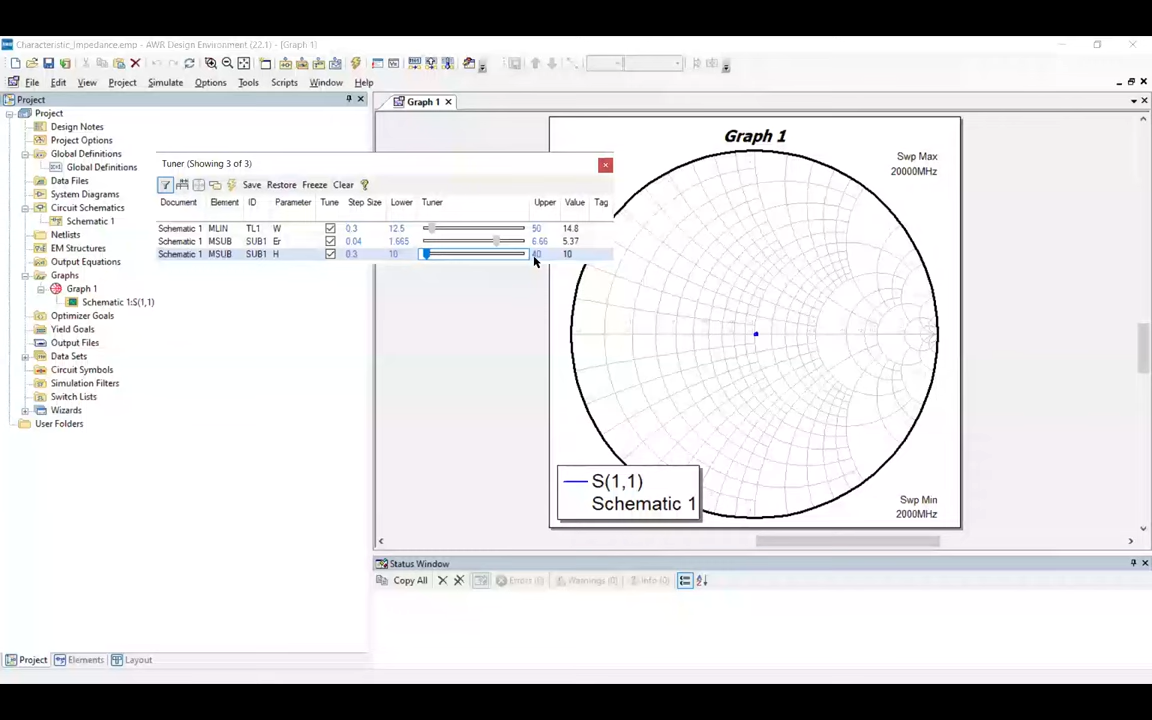 Characteristic_Impedance.emp - AWR Design Environment (22.1) - [Graph 1]
File Edit View Project Simulate Options Tools Scripts Window Help
Project
Project
Design Notes
Project Options
Global Definitions
Global Definitions
Data Files
System Diagrams
Circuit Schematics
Schematic 1
Netlists
EM Structures
Output Equations
Graphs
Graph 1
Schematic 1:S(1,1)
Optimizer Goals
Yield Goals
Output Files
Data Sets
Circuit Symbols
Simulation Filters
Switch Lists
Wizards
User Folders
Project Elements Layout
Tuner (Showing 3 of 3)
Save Restore Freeze Clear
Document Element ID Parameter Tune Step Size Lower Tuner Upper Value Tag
Schematic 1 MLIN TL1 W 0.3 12.5 50 14.8
Schematic 1 MSUB SUB1 Er 0.04 1.665 6.66 5.37
Schematic 1 MSUB SUB1 H 0.3 10 40 10
Graph 1
Graph 1
Swp Max
20000MHz
S(1,1)
Schematic 1
Swp Min
2000MHz
Status Window
Copy All Errors (0) Warnings (0) Info (0)